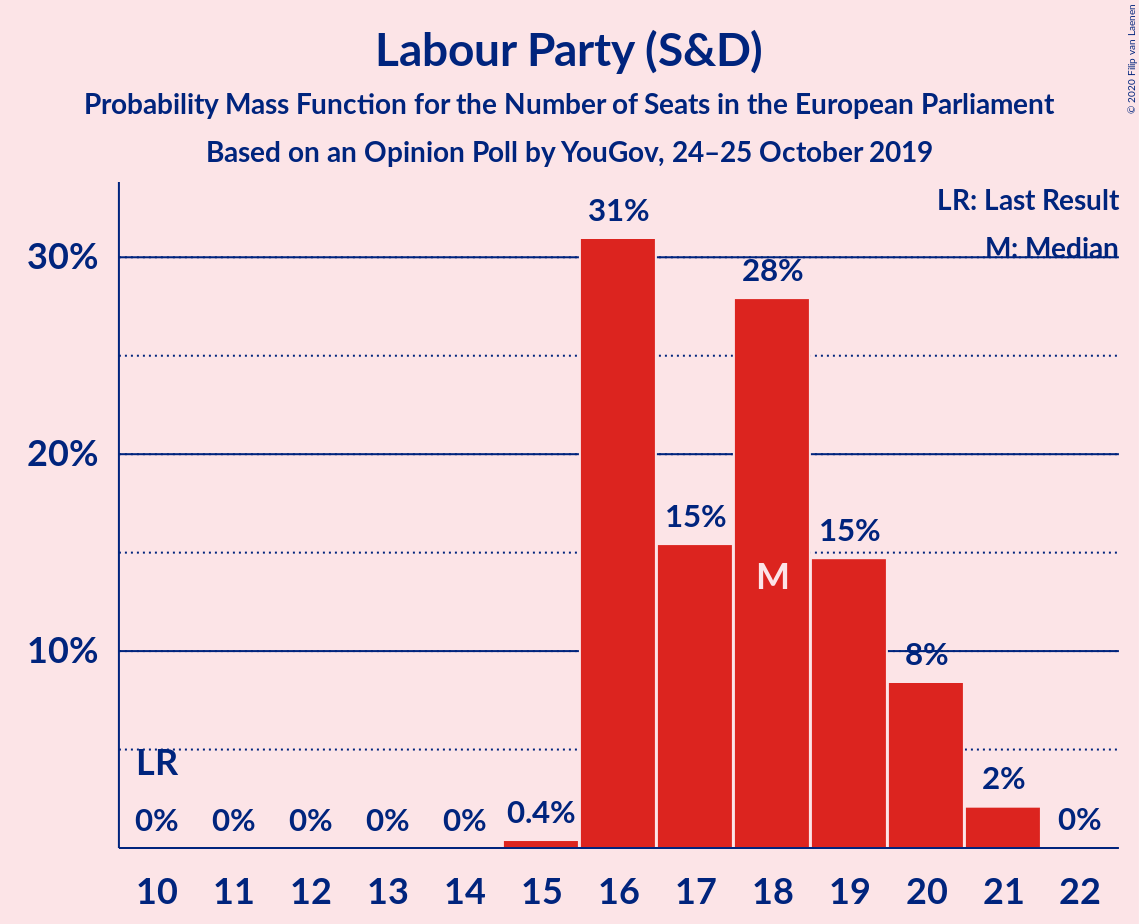 Labour Party (S&D)
Probability Mass Function for the Number of Seats in the European Parliament
Based on an Opinion Poll by YouGov, 24–25 October 2019
© 2020 Filip van Laenen
LR: Last Result
M: Median
30%
20%
10%
31%
28%
15%
15%
M
8%
LR
2%
0%
0%
0%
0%
0%
0.4%
0%
10 11 12 13 14 15 16 17 18 19 20 21 22